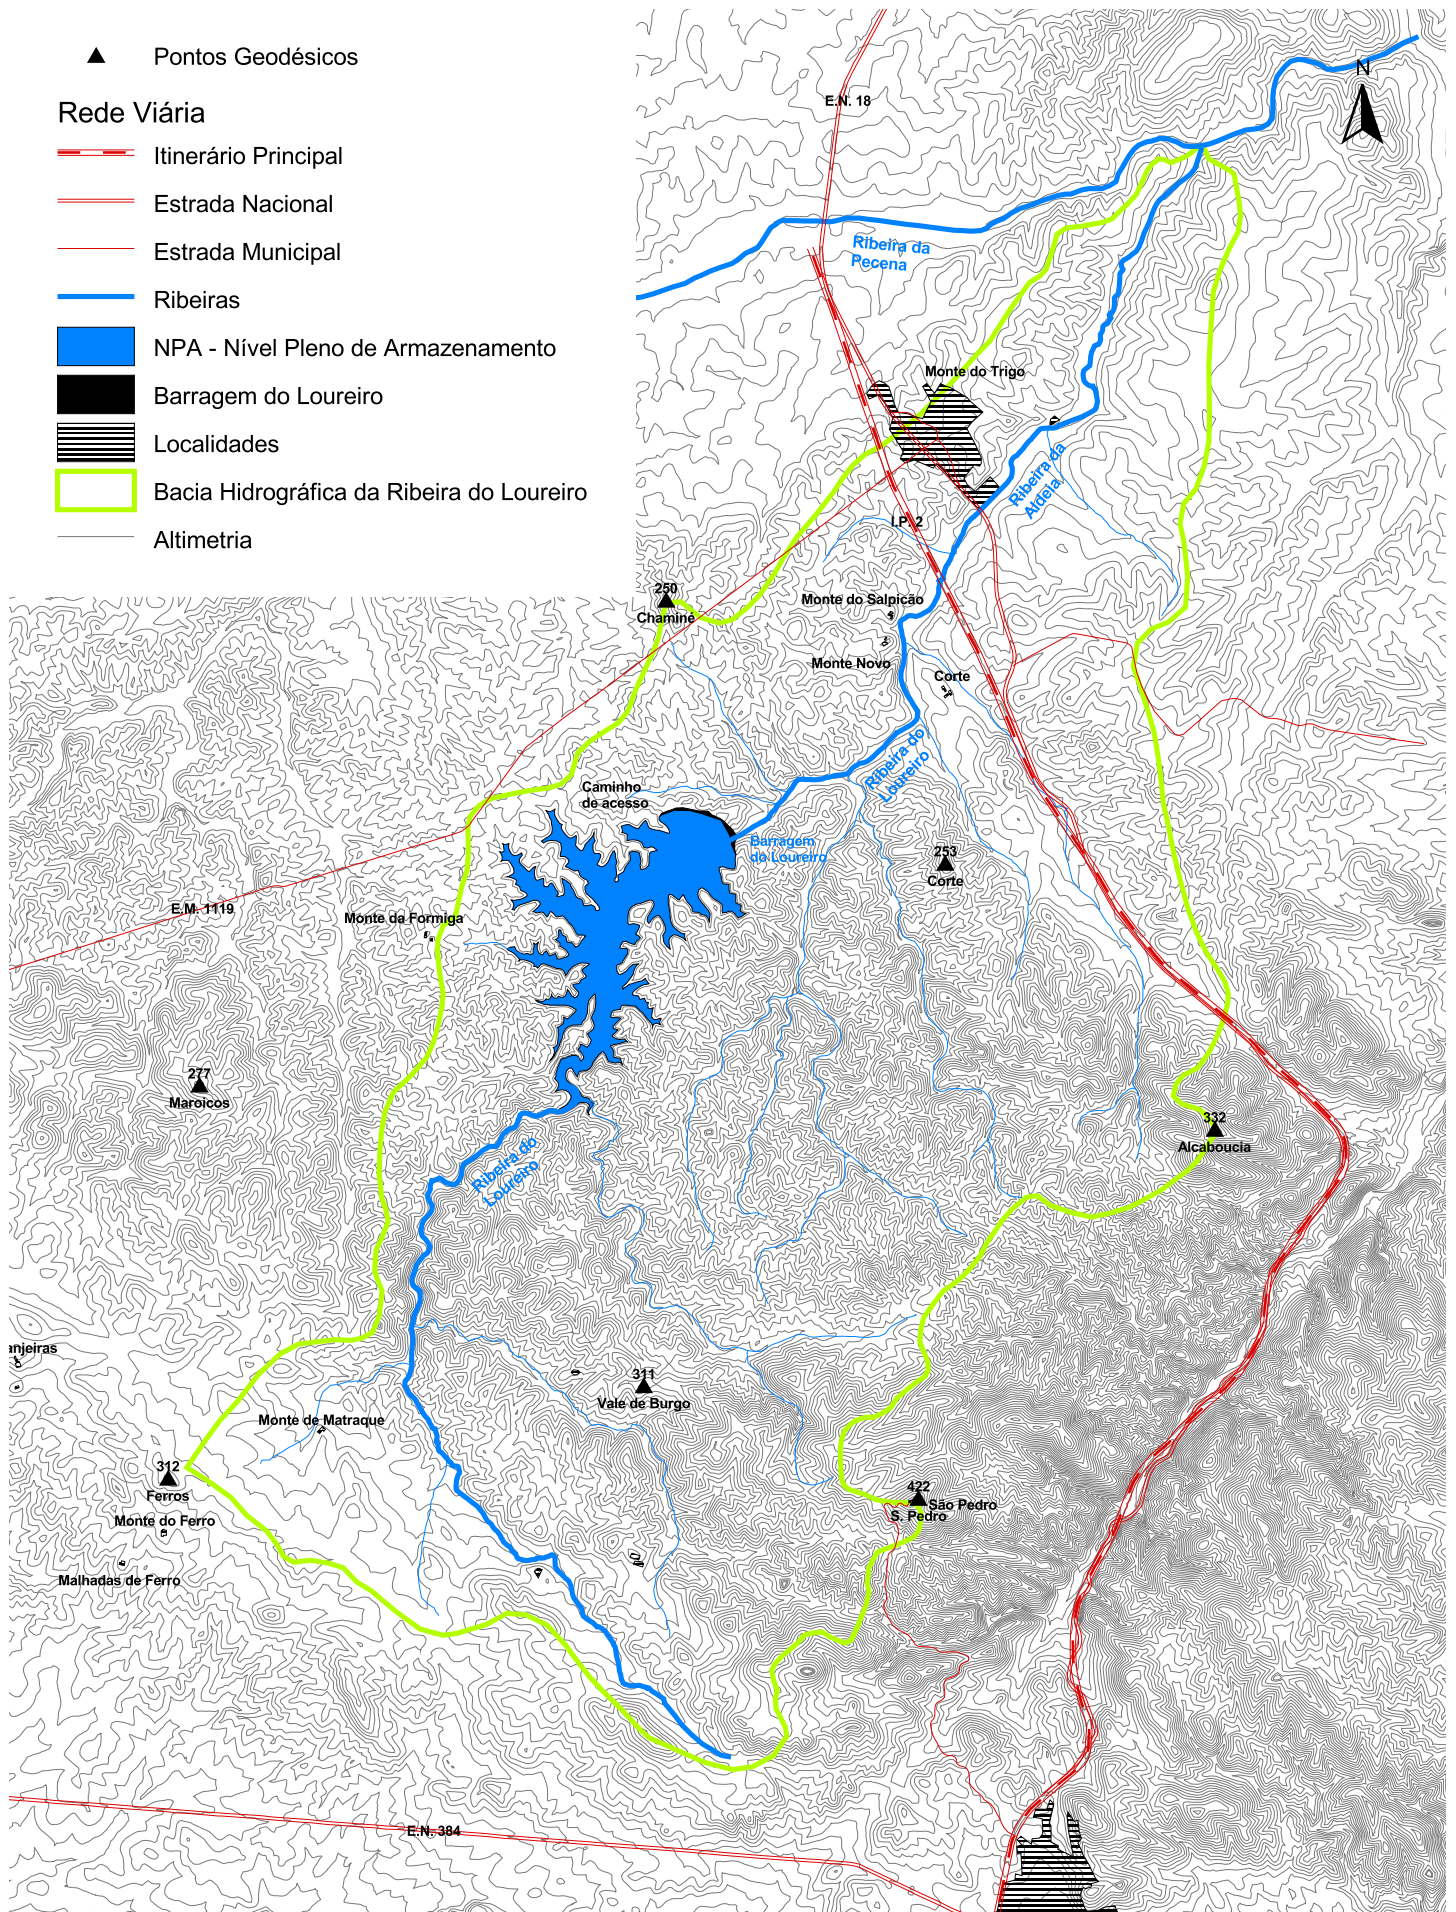 Pontos Geodésicos
Rede Viária
Itinerário Principal
Estrada Nacional
Estrada Municipal
Ribeiras
NPA - Nível Pleno de Armazenamento
Barragem do Loureiro
Localidades
Bacia Hidrográfica da Ribeira do Loureiro
Altimetria
N
E.N. 18
Ribeira da
Pecena
Monte do Trigo
Ribeira da
Aldeia
I.P. 2
250
Chaminé
Monte do Salpicão
Monte Novo
Corte
Ribeira do
Loureiro
Caminho
de acesso
Barragem
do Loureiro
253
Corte
E.M. 1119
Monte da Formiga
277
Maroicos
332
Alcaboucia
Ribeira do
Loureiro
anjeiras
311
Vale de Burgo
Monte de Matraque
312
Ferros
Monte do Ferro
Malhadas de Ferro
422
São Pedro
S. Pedro
E.N. 384